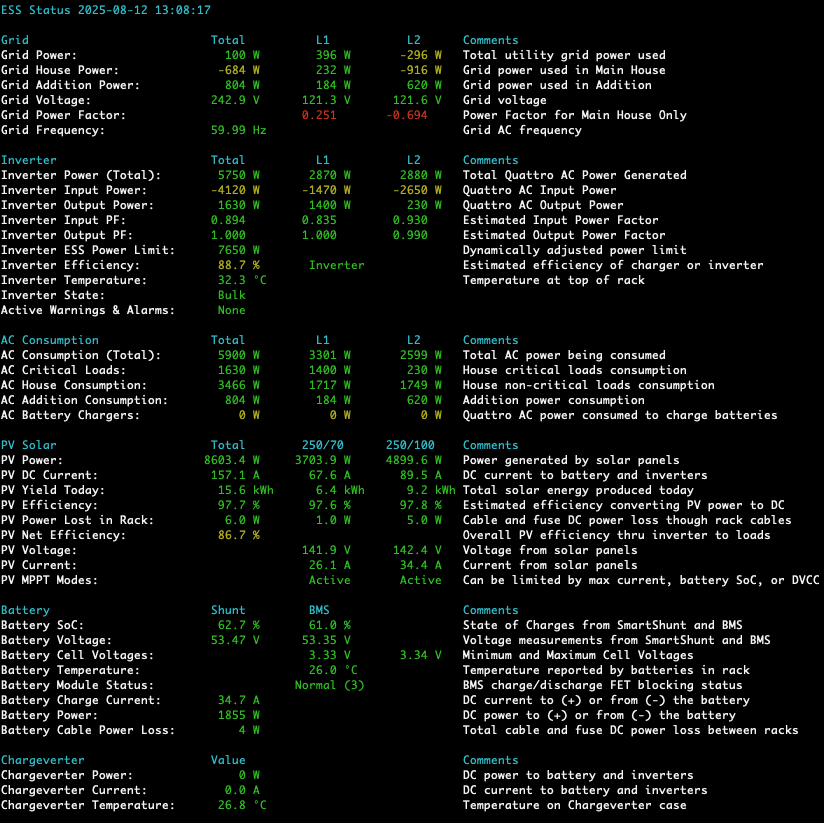 ESS Status 2025-08-12 13:08:17
Grid Total L1 L2 Comments
Grid Power: 100 W 396 W -296 W Total utility grid power used
Grid House Power: -684 W 232 W -916 W Grid power used in Main House
Grid Addition Power: 804 W 184 W 620 W Grid power used in Addition
Grid Voltage: 242.9 V 121.3 V 121.6 V Grid voltage
Grid Power Factor: 0.251 -0.694 Power Factor for Main House Only
Grid Frequency: 59.99 Hz Grid AC frequency
Inverter Total L1 L2 Comments
Inverter Power (Total): 5750 W 2870 W 2880 W Total Quattro AC Power Generated
Inverter Input Power: -4120 W -1470 W -2650 W Quattro AC Input Power
Inverter Output Power: 1630 W 1400 W 230 W Quattro AC Output Power
Inverter Input PF: 0.894 0.835 0.930 Estimated Input Power Factor
Inverter Output PF: 1.000 1.000 0.990 Estimated Output Power Factor
Inverter ESS Power Limit: 7650 W Dynamically adjusted power limit
Inverter Efficiency: 88.7 % Inverter Estimated efficiency of charger or inverter
Inverter Temperature: 32.3 °C Temperature at top of rack
Inverter State: Bulk
Active Warnings & Alarms: None
AC Consumption Total L1 L2 Comments
AC Consumption (Total): 5900 W 3301 W 2599 W Total AC power being consumed
AC Critical Loads: 1630 W 1400 W 230 W House critical loads consumption
AC House Consumption: 3466 W 1717 W 1749 W House non-critical loads consumption
AC Addition Consumption: 804 W 184 W 620 W Addition power consumption
AC Battery Chargers: 0 W 0 W 0 W Quattro AC power consumed to charge batteries
PV Solar Total 250/70 250/100 Comments
PV Power: 8603.4 W 3703.9 W 4899.6 W Power generated by solar panels
PV DC Current: 157.1 A 67.6 A 89.5 A DC current to battery and inverters
PV Yield Today: 15.6 kWh 6.4 kWh 9.2 kWh Total solar energy produced today
PV Efficiency: 97.7 % 97.6 % 97.8 % Estimated efficiency converting PV power to DC
PV Power Lost in Rack: 6.0 W 1.0 W 5.0 W Cable and fuse DC power loss though rack cables
PV Net Efficiency: 86.7 % Overall PV efficiency thru inverter to loads
PV Voltage: 141.9 V 142.4 V Voltage from solar panels
PV Current: 26.1 A 34.4 A Current from solar panels
PV MPPT Modes: Active Active Can be limited by max current, battery SoC, or DVCC
Battery Shunt BMS Comments
Battery SoC: 62.7 % 61.0 % State of Charges from SmartShunt and BMS
Battery Voltage: 53.47 V 53.35 V Voltage measurements from SmartShunt and BMS
Battery Cell Voltages: 3.33 V 3.34 V Minimum and Maximum Cell Voltages
Battery Temperature: 26.0 °C Temperature reported by batteries in rack
Battery Module Status: Normal (3) BMS charge/discharge FET blocking status
Battery Charge Current: 34.7 A DC current to (+) or from (-) the battery
Battery Power: 1855 W DC power to (+) or from (-) the battery
Battery Cable Power Loss: 4 W Total cable and fuse DC power loss between racks
Chargeverter Value Comments
Chargeverter Power: 0 W DC power to battery and inverters
Chargeverter Current: 0.0 A DC current to battery and inverters
Chargeverter Temperature: 26.8 °C Temperature on Chargeverter case